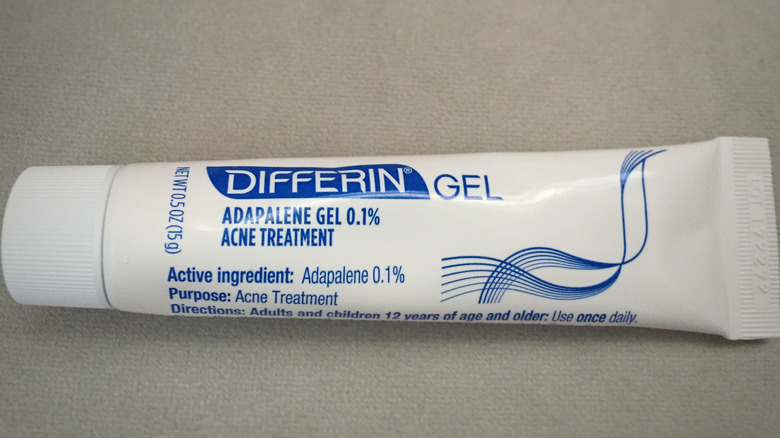 NET WT 0.5 OZ (15 g)
DIFFERIN® GEL
ADAPALENE GEL 0.1%
ACNE TREATMENT
Active ingredient: Adapalene 0.1%
Purpose: Acne Treatment
Directions: Adults and children 12 years of age and older: Use once daily.